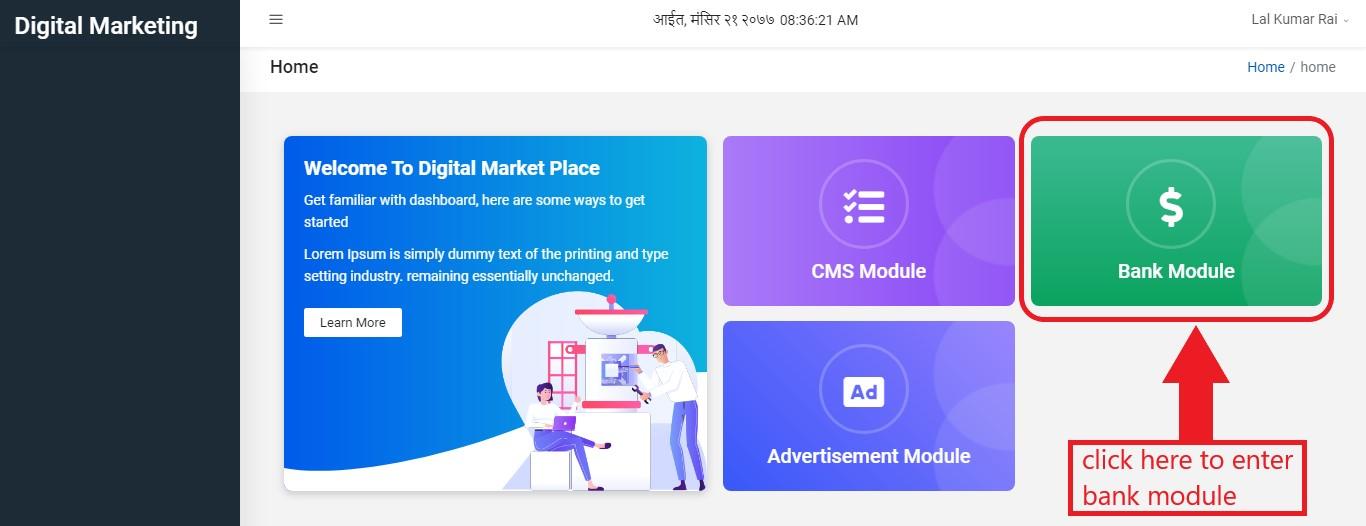 Digital Marketing
आईत, मंसिर २१ २०७७ 08:36:21 AM
Lal Kumar Rai
Home
Home / home
Welcome To Digital Market Place
Get familiar with dashboard, here are some ways to get
started
Lorem Ipsum is simply dummy text of the printing and type
setting industry. remaining essentially unchanged.
Learn More
CMS Module
$
Bank Module
Ad
Advertisement Module
click here to enter
bank module